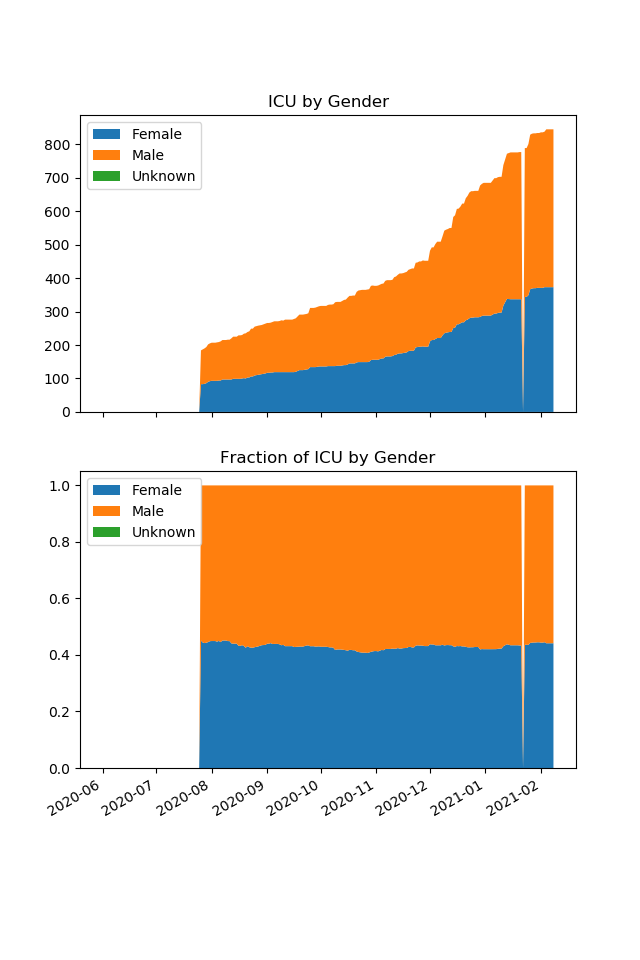 ICU by Gender
Female
Male
Unknown
800
700
600
500
400
300
200
100
0
Fraction of ICU by Gender
Female
Male
Unknown
1.0
0.8
0.6
0.4
0.2
0.0
2020-06 2020-07 2020-08 2020-09 2020-10 2020-11 2020-12 2021-01 2021-02